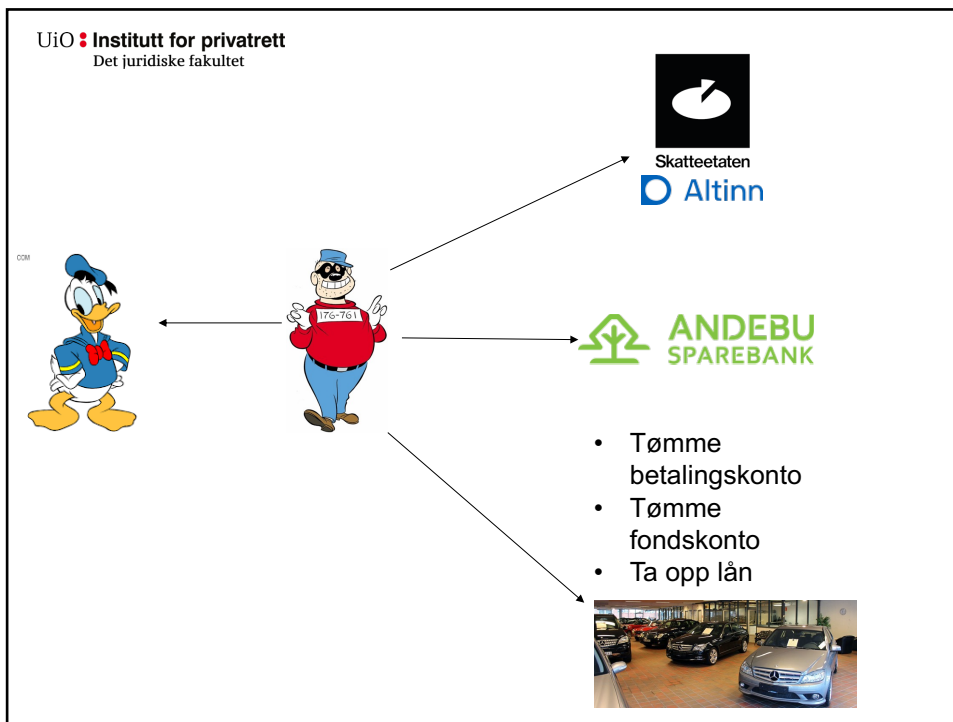 UiO : Institutt for privatrett
Det juridiske fakultet
Skatteetaten
Altinn
COM
176-761
ANDEBU
SPAREBANK
• Tømme
betalingskonto
• Tømme
fondskonto
• Ta opp lån